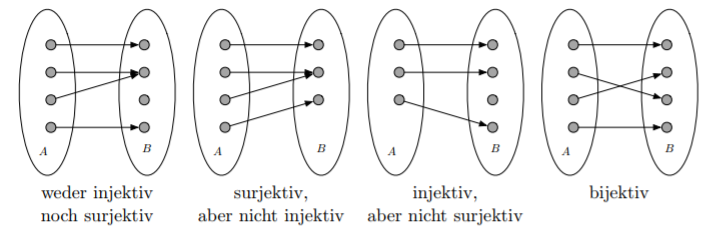 A B A B A B A B
weder injektiv surjektiv, injektiv, bijektiv
noch surjektiv aber nicht injektiv aber nicht surjektiv